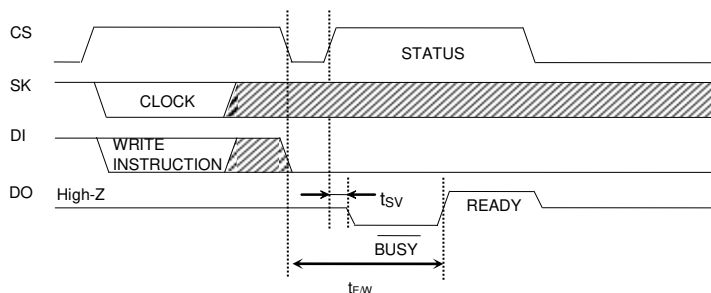 CS
STATUS
SK
CLOCK
DI
WRITE
INSTRUCTION
DO
High-Z
tSV
READY
BUSY
tE/W